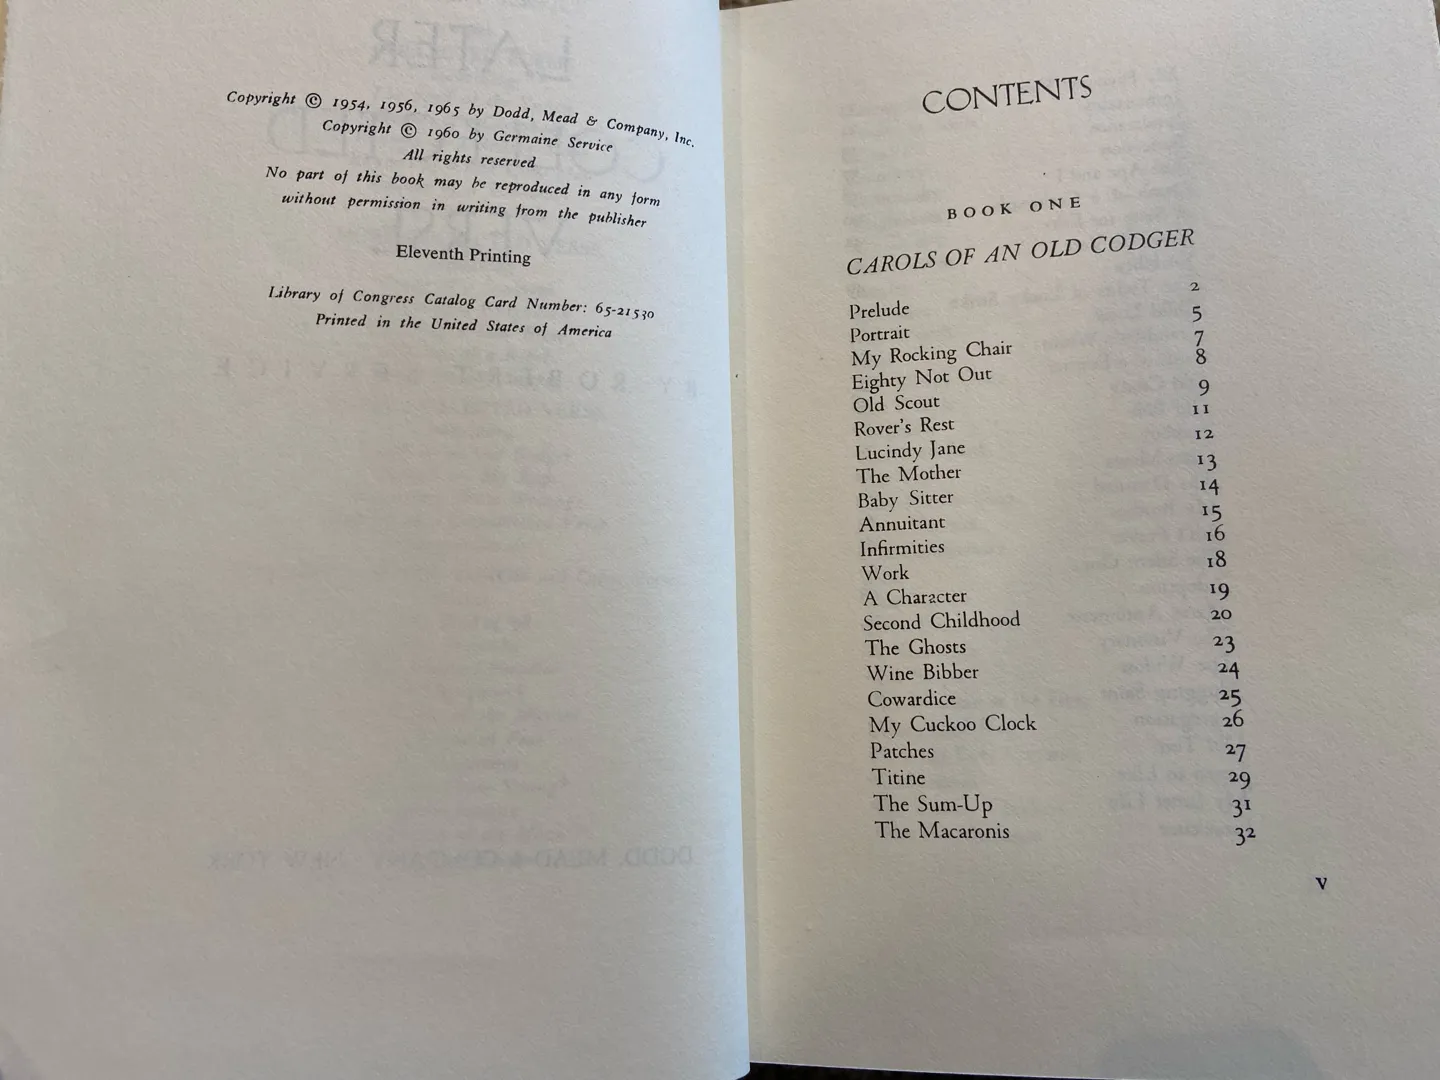 Copyright © 1954, 1956, 1965 by Dodd, Mead & Company, Inc.
Copyright © 1960 by Germaine Service
All rights reserved
No part of this book may be reproduced in any form
without permission in writing from the publisher
Eleventh Printing
Library of Congress Catalog Card Number: 65-21530
Printed in the United States of America
CONTENTS
BOOK ONE
CAROLS OF AN OLD CODGER
Prelude 2
Portrait 5
My Rocking Chair 7
Eighty Not Out 8
Old Scout 9
Rover's Rest 11
Lucindy Jane 12
The Mother 13
Baby Sitter 14
Annuitant 15
Infirmities 16
Work 18
A Character 19
Second Childhood 20
The Ghosts 23
Wine Bibber 24
Cowardice 25
My Cuckoo Clock 26
Patches 27
Titine 29
The Sum-Up 31
The Macaronis 32
v